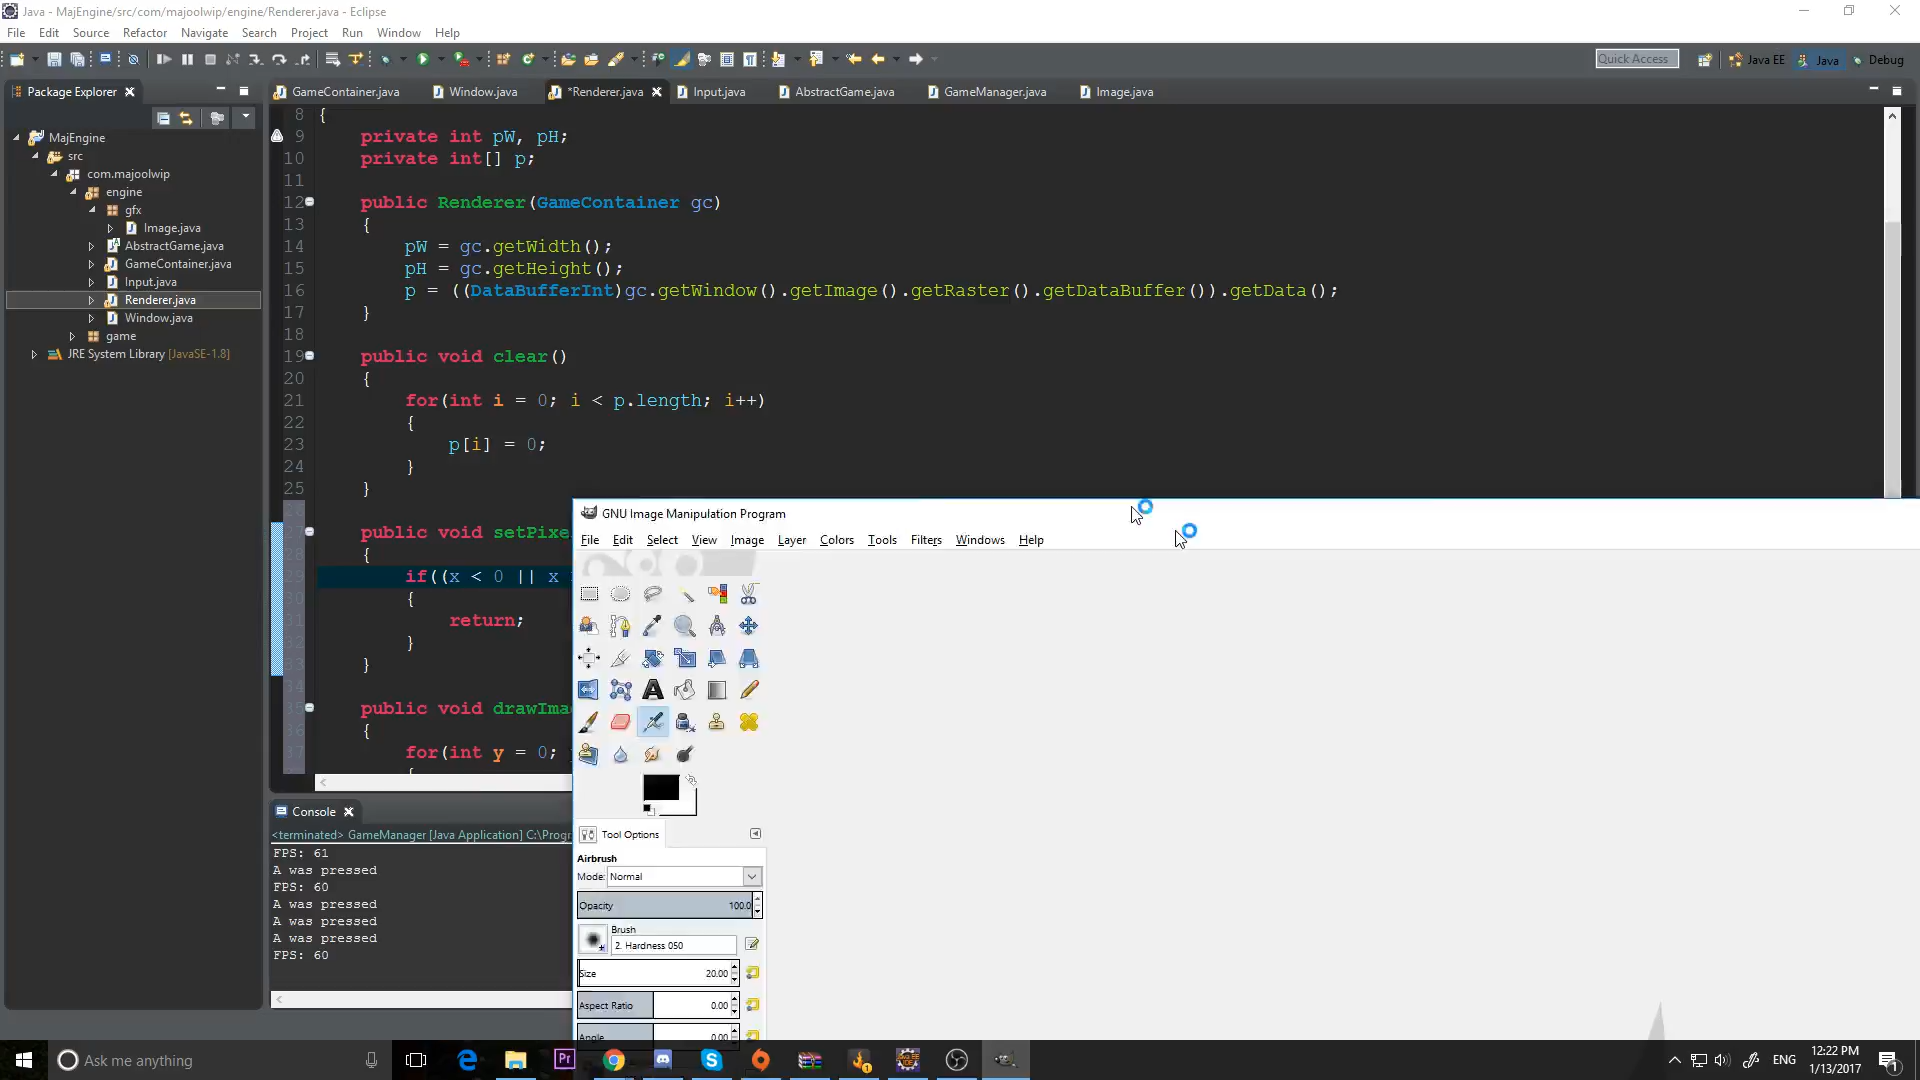 Java - MajEngine/src/com/majoolwip/engine/Renderer.java - Eclipse
File Edit Source Refactor Navigate Search Project Run Window Help
Quick Access Java EE Java Debug
Package Explorer
GameContainer.java Window.java *Renderer.java Input.java AbstractGame.java GameManager.java Image.java
MajEngine
src
com.majoolwip
engine
gfx
Image.java
AbstractGame.java
GameContainer.java
Input.java
Renderer.java
Window.java
game
JRE System Library [JavaSE-1.8]
8 {
9 private int pW, pH;
10 private int[] p;
11
12 public Renderer(GameContainer gc)
13 {
14 pW = gc.getWidth();
15 pH = gc.getHeight();
16 p = ((DataBufferInt)gc.getWindow().getImage().getRaster().getDataBuffer()).getData();
17 }
18
19 public void clear()
20 {
21 for(int i = 0; i < p.length; i++)
22 {
23 p[i] = 0;
24 }
25 }
public void setPixe
{
if((x < 0 || x
{
return;
}
}
public void drawIma
{
for(int y = 0;
{
Console
<terminated> GameManager [Java Application] C:\Progr
FPS: 61
A was pressed
FPS: 60
A was pressed
A was pressed
A was pressed
FPS: 60
GNU Image Manipulation Program
File Edit Select View Image Layer Colors Tools Filters Windows Help
Tool Options
Airbrush
Mode: Normal
Opacity 100.0
Brush
2. Hardness 050
Size 20.00
Aspect Ratio 0.00
Angle 0.00
Ask me anything
ENG
12:22 PM
1/13/2017